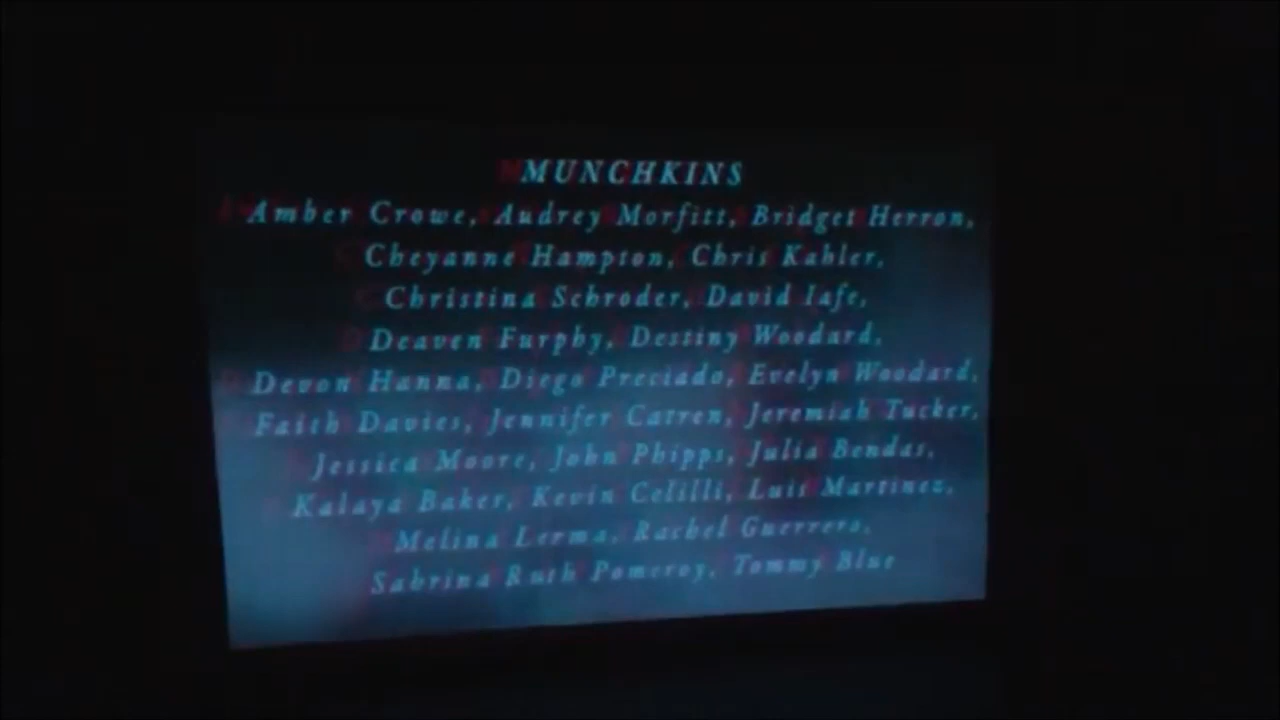 MUNCHKINS
Amber Crowe, Audrey Morfitt, Bridget Herron,
Cheyanne Hampton, Chris Kahler,
Christina Schroder, David Iafe,
Deaven Furphy, Destiny Woodard,
Devon Hanna, Diego Preciado, Evelyn Woodard,
Faith Davies, Jennifer Catren, Jeremiah Tucker,
Jessica Moore, John Phipps, Julia Bendas,
Kalaya Baker, Kevin Celilli, Luis Martinez,
Melina Lerma, Rachel Guerrero,
Sabrina Ruth Pomeroy, Tommy Blue